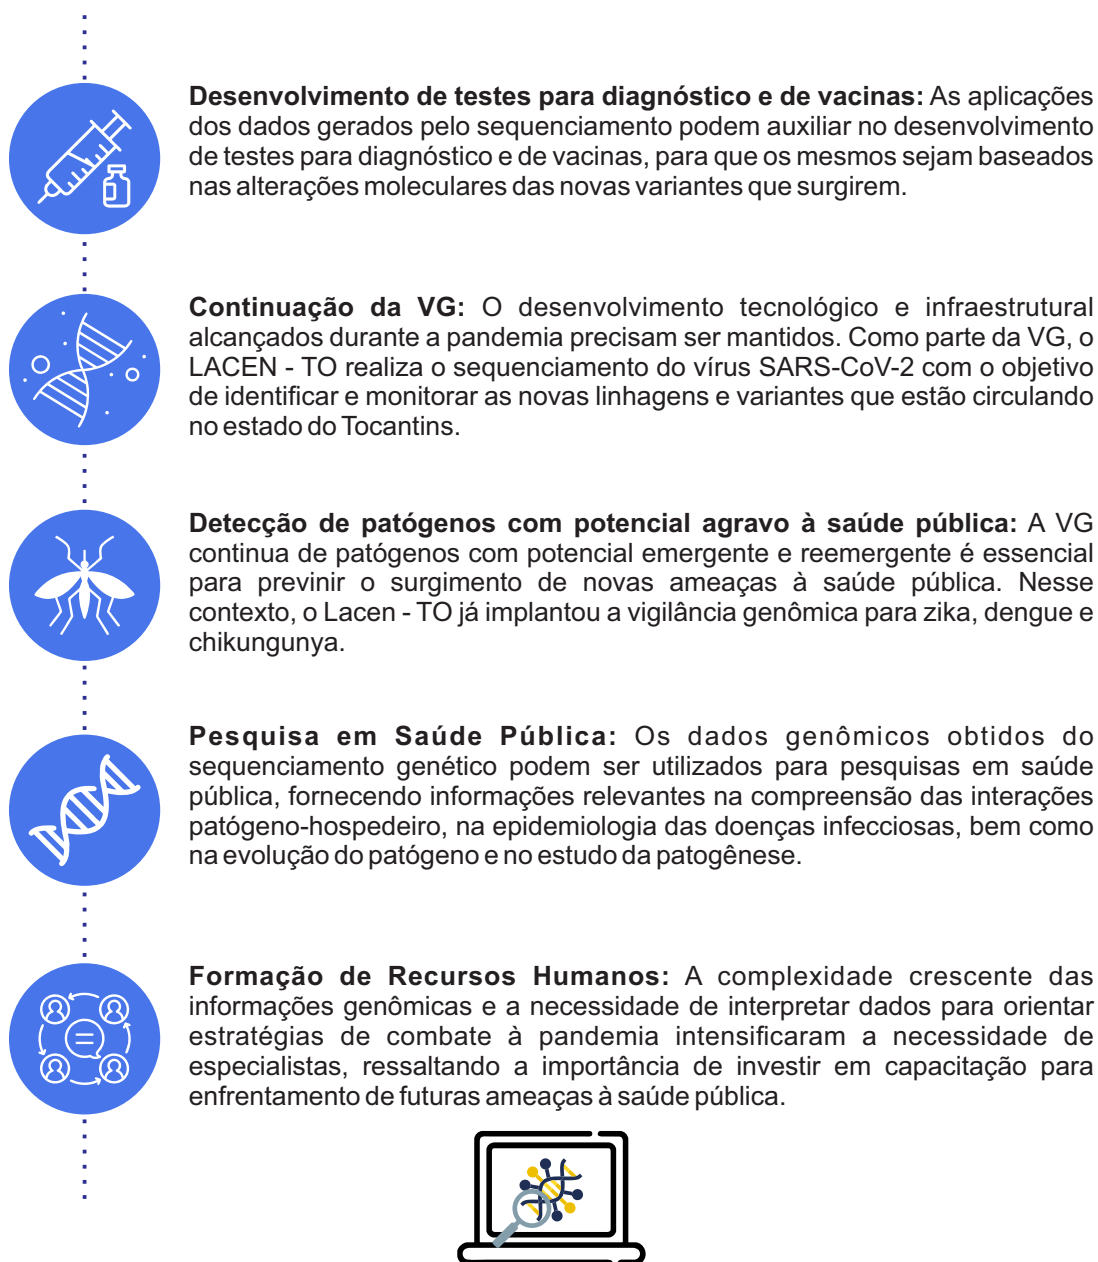 Desenvolvimento de testes para diagnóstico e de vacinas: As aplicações
dos dados gerados pelo sequenciamento podem auxiliar no desenvolvimento
de testes para diagnóstico e de vacinas, para que os mesmos sejam baseados
nas alterações moleculares das novas variantes que surgirem.
Continuação da VG: O desenvolvimento tecnológico e infraestrutural
alcançados durante a pandemia precisam ser mantidos. Como parte da VG, o
LACEN - TO realiza o sequenciamento do vírus SARS-CoV-2 com o objetivo
de identificar e monitorar as novas linhagens e variantes que estão circulando
no estado do Tocantins.
Detecção de patógenos com potencial agravo à saúde pública: A VG
continua de patógenos com potencial emergente e reemergente é essencial
para previnir o surgimento de novas ameaças à saúde pública. Nesse
contexto, o Lacen - TO já implantou a vigilância genômica para zika, dengue e
chikungunya.
Pesquisa em Saúde Pública: Os dados genômicos obtidos do
sequenciamento genético podem ser utilizados para pesquisas em saúde
pública, fornecendo informações relevantes na compreensão das interações
patógeno-hospedeiro, na epidemiologia das doenças infecciosas, bem como
na evolução do patógeno e no estudo da patogênese.
Formação de Recursos Humanos: A complexidade crescente das
informações genômicas e a necessidade de interpretar dados para orientar
estratégias de combate à pandemia intensificaram a necessidade de
especialistas, ressaltando a importância de investir em capacitação para
enfrentamento de futuras ameaças à saúde pública.